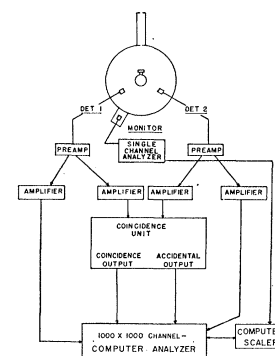 DET 1
DET 2
MONITOR
PREAMP
SINGLE
CHANNEL
ANALYZER
PREAMP
AMPLIFIER
AMPLIFIER
AMPLIFIER
AMPLIFIER
COINCIDENCE
UNIT
COINCIDENCE
OUTPUT
ACCIDENTAL
OUTPUT
1000 X 1000 CHANNEL-
COMPUTER ANALYZER
COMPUTE
SCALER